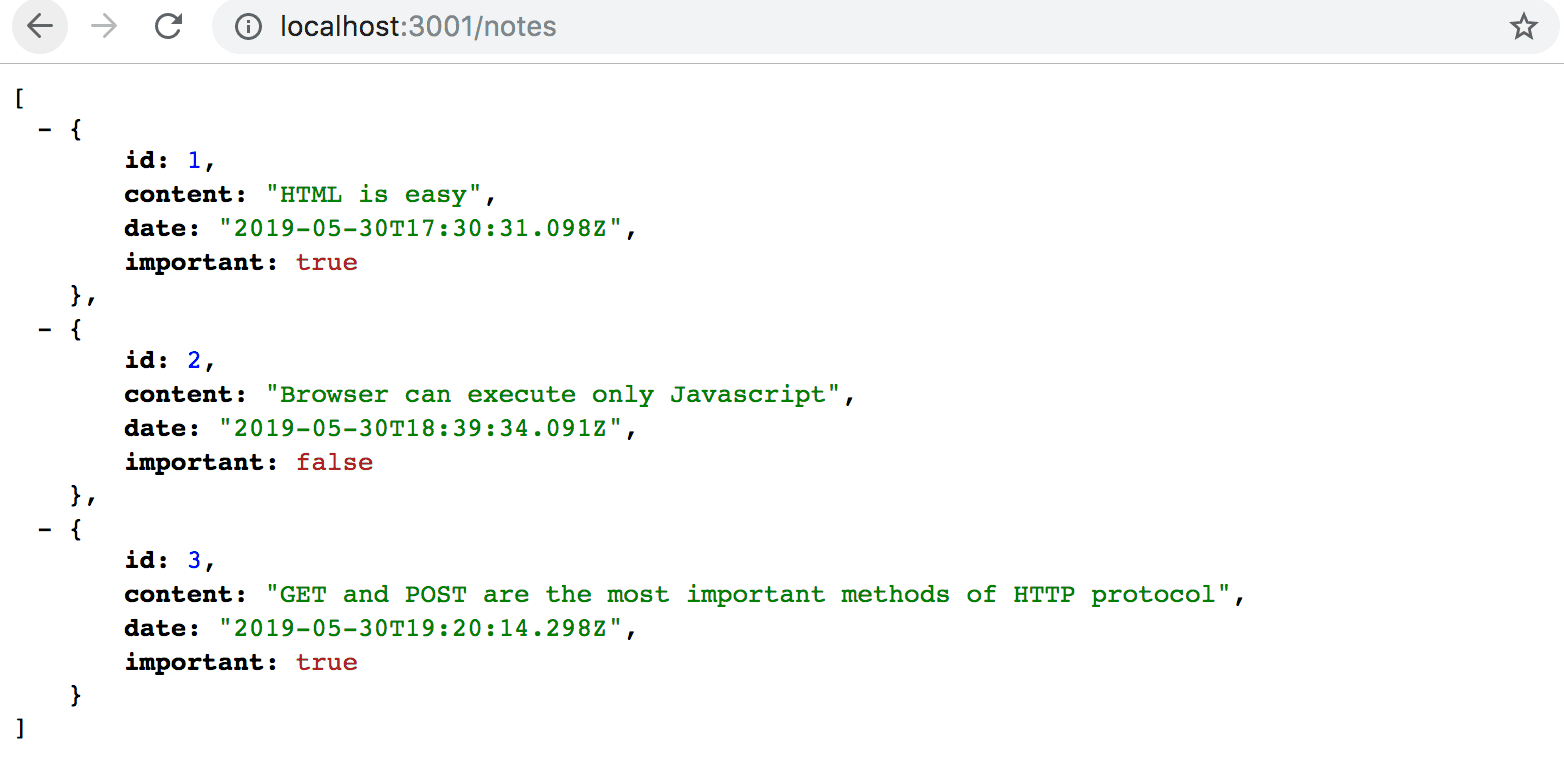 localhost:3001/notes
[
- {
id: 1,
content: "HTML is easy",
date: "2019-05-30T17:30:31.098Z",
important: true
},
- {
id: 2,
content: "Browser can execute only Javascript",
date: "2019-05-30T18:39:34.091Z",
important: false
},
- {
id: 3,
content: "GET and POST are the most important methods of HTTP protocol",
date: "2019-05-30T19:20:14.298Z",
important: true
}
]